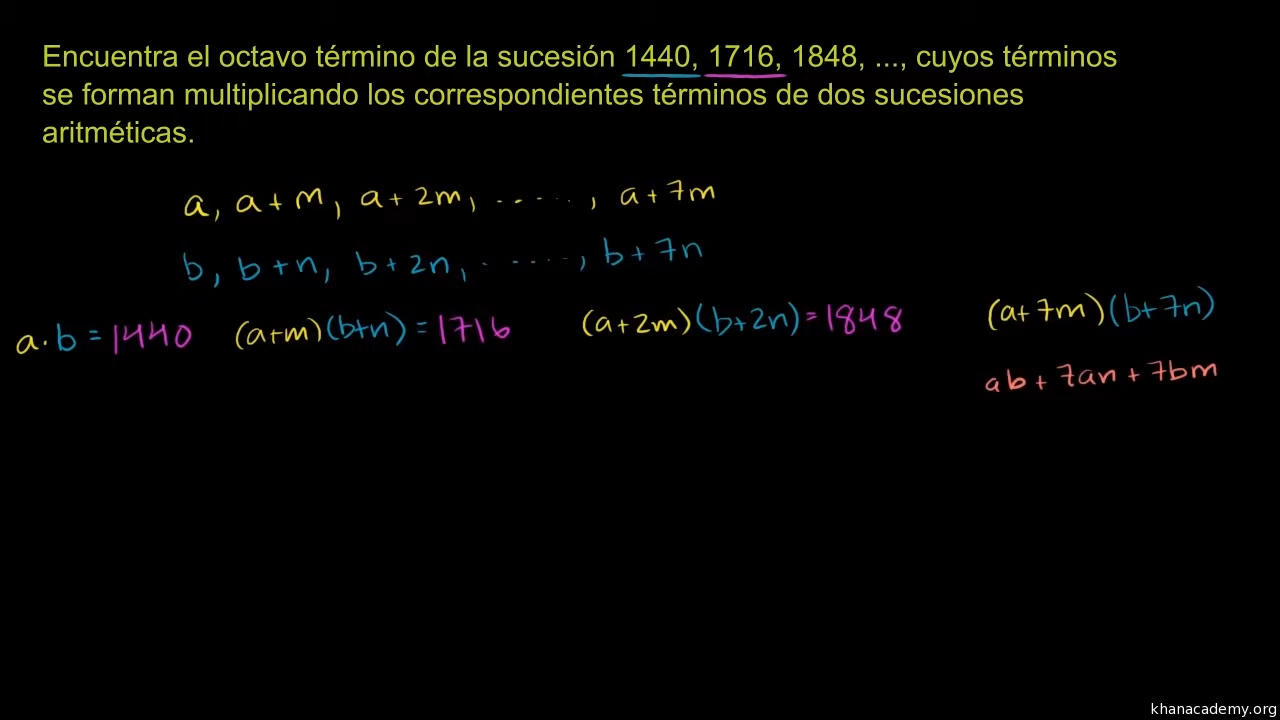 Encuentra el octavo término de la sucesión 1440, 1716, 1848, ..., cuyos términos
se forman multiplicando los correspondientes términos de dos sucesiones
aritméticas.
a, a+m, a+2m, ....., a+7m
b, b+n, b+2n, ....., b+7n
a·b=1440 (a+m)(b+n)=1716 (a+2m)(b+2n)=1848 (a+7m)(b+7n)
ab+7an+7bm
khanacademy.org